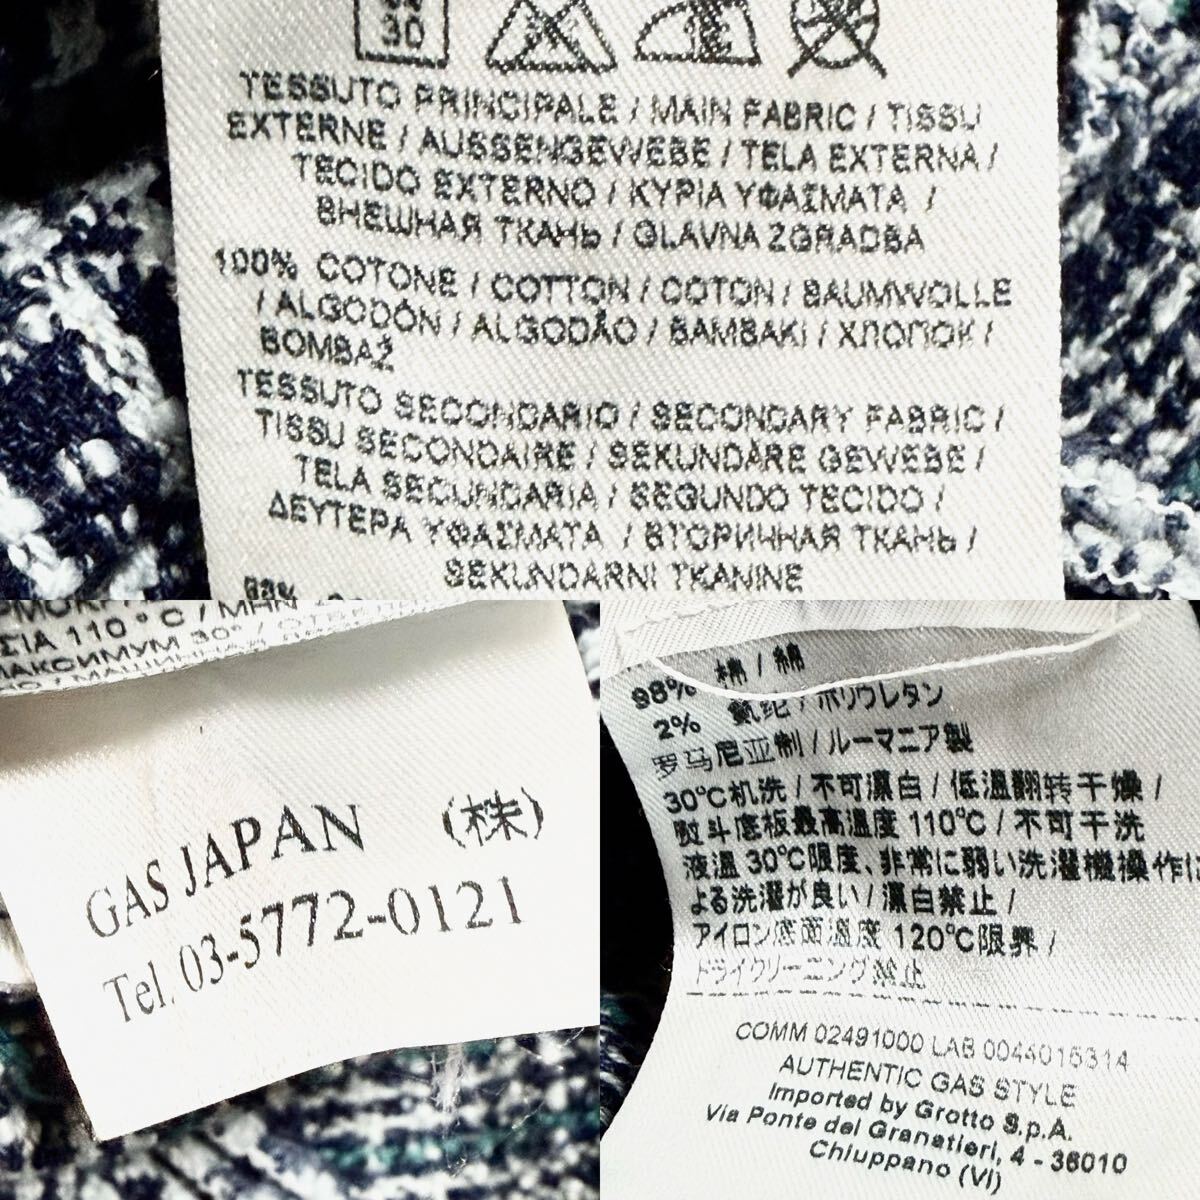 30
TESSUTO PRINCIPALE / MAIN FABRIC / TISSU
EXTERNE / AUSSENGEWEBE / TELA EXTERNA /
TECIDO EXTERNO / ΚΥΡΙΑ ΥΦΑΣΜΑΤΑ /
ВНЕШНАЯ ТКАНЬ / GLAVNA ZGRADBA
100% COTONE / COTTON / COTON / BAUMWOLLE
/ ALGODÓN / ALGODÃO / BAMBAKI / ХЛОПОК /
BOMBAŽ
TESSUTO SECONDARIO / SECONDARY FABRIC /
TISSU SECONDAIRE / SEKUNDÄRE GEWEBE /
TELA SECUNDARIA / SEGUNDO TECIDO /
ΔΕΥΤΕΡΑ ΥΦΑΣΜΑΤΑ / ВТОРИЧНАЯ ТКАНЬ /
SEKUNDARNI TKANINE
ΣΙΑ 110°C / ΜΗΝ
МАКСИМУМ 30° /
GAS JAPAN (株)
Tel. 03-5772-0121
98% 棉 / 綿
2% 氨纶 / ポリウレタン
罗马尼亚制 / ルーマニア製
30℃机洗 / 不可漂白 / 低温翻转干燥 /
熨斗底板最高温度 110℃ / 不可干洗
液温 30℃限度、非常に弱い洗濯機操作に
よる洗濯が良い / 漂白禁止 /
アイロン底面温度 120℃限界 /
ドライクリーニング禁止
COMM 02491000 LAB 0044015314
AUTHENTIC GAS STYLE
Imported by Grotto S.p.A.
Via Ponte dei Granatieri, 4 - 36010
Chiuppano (VI)